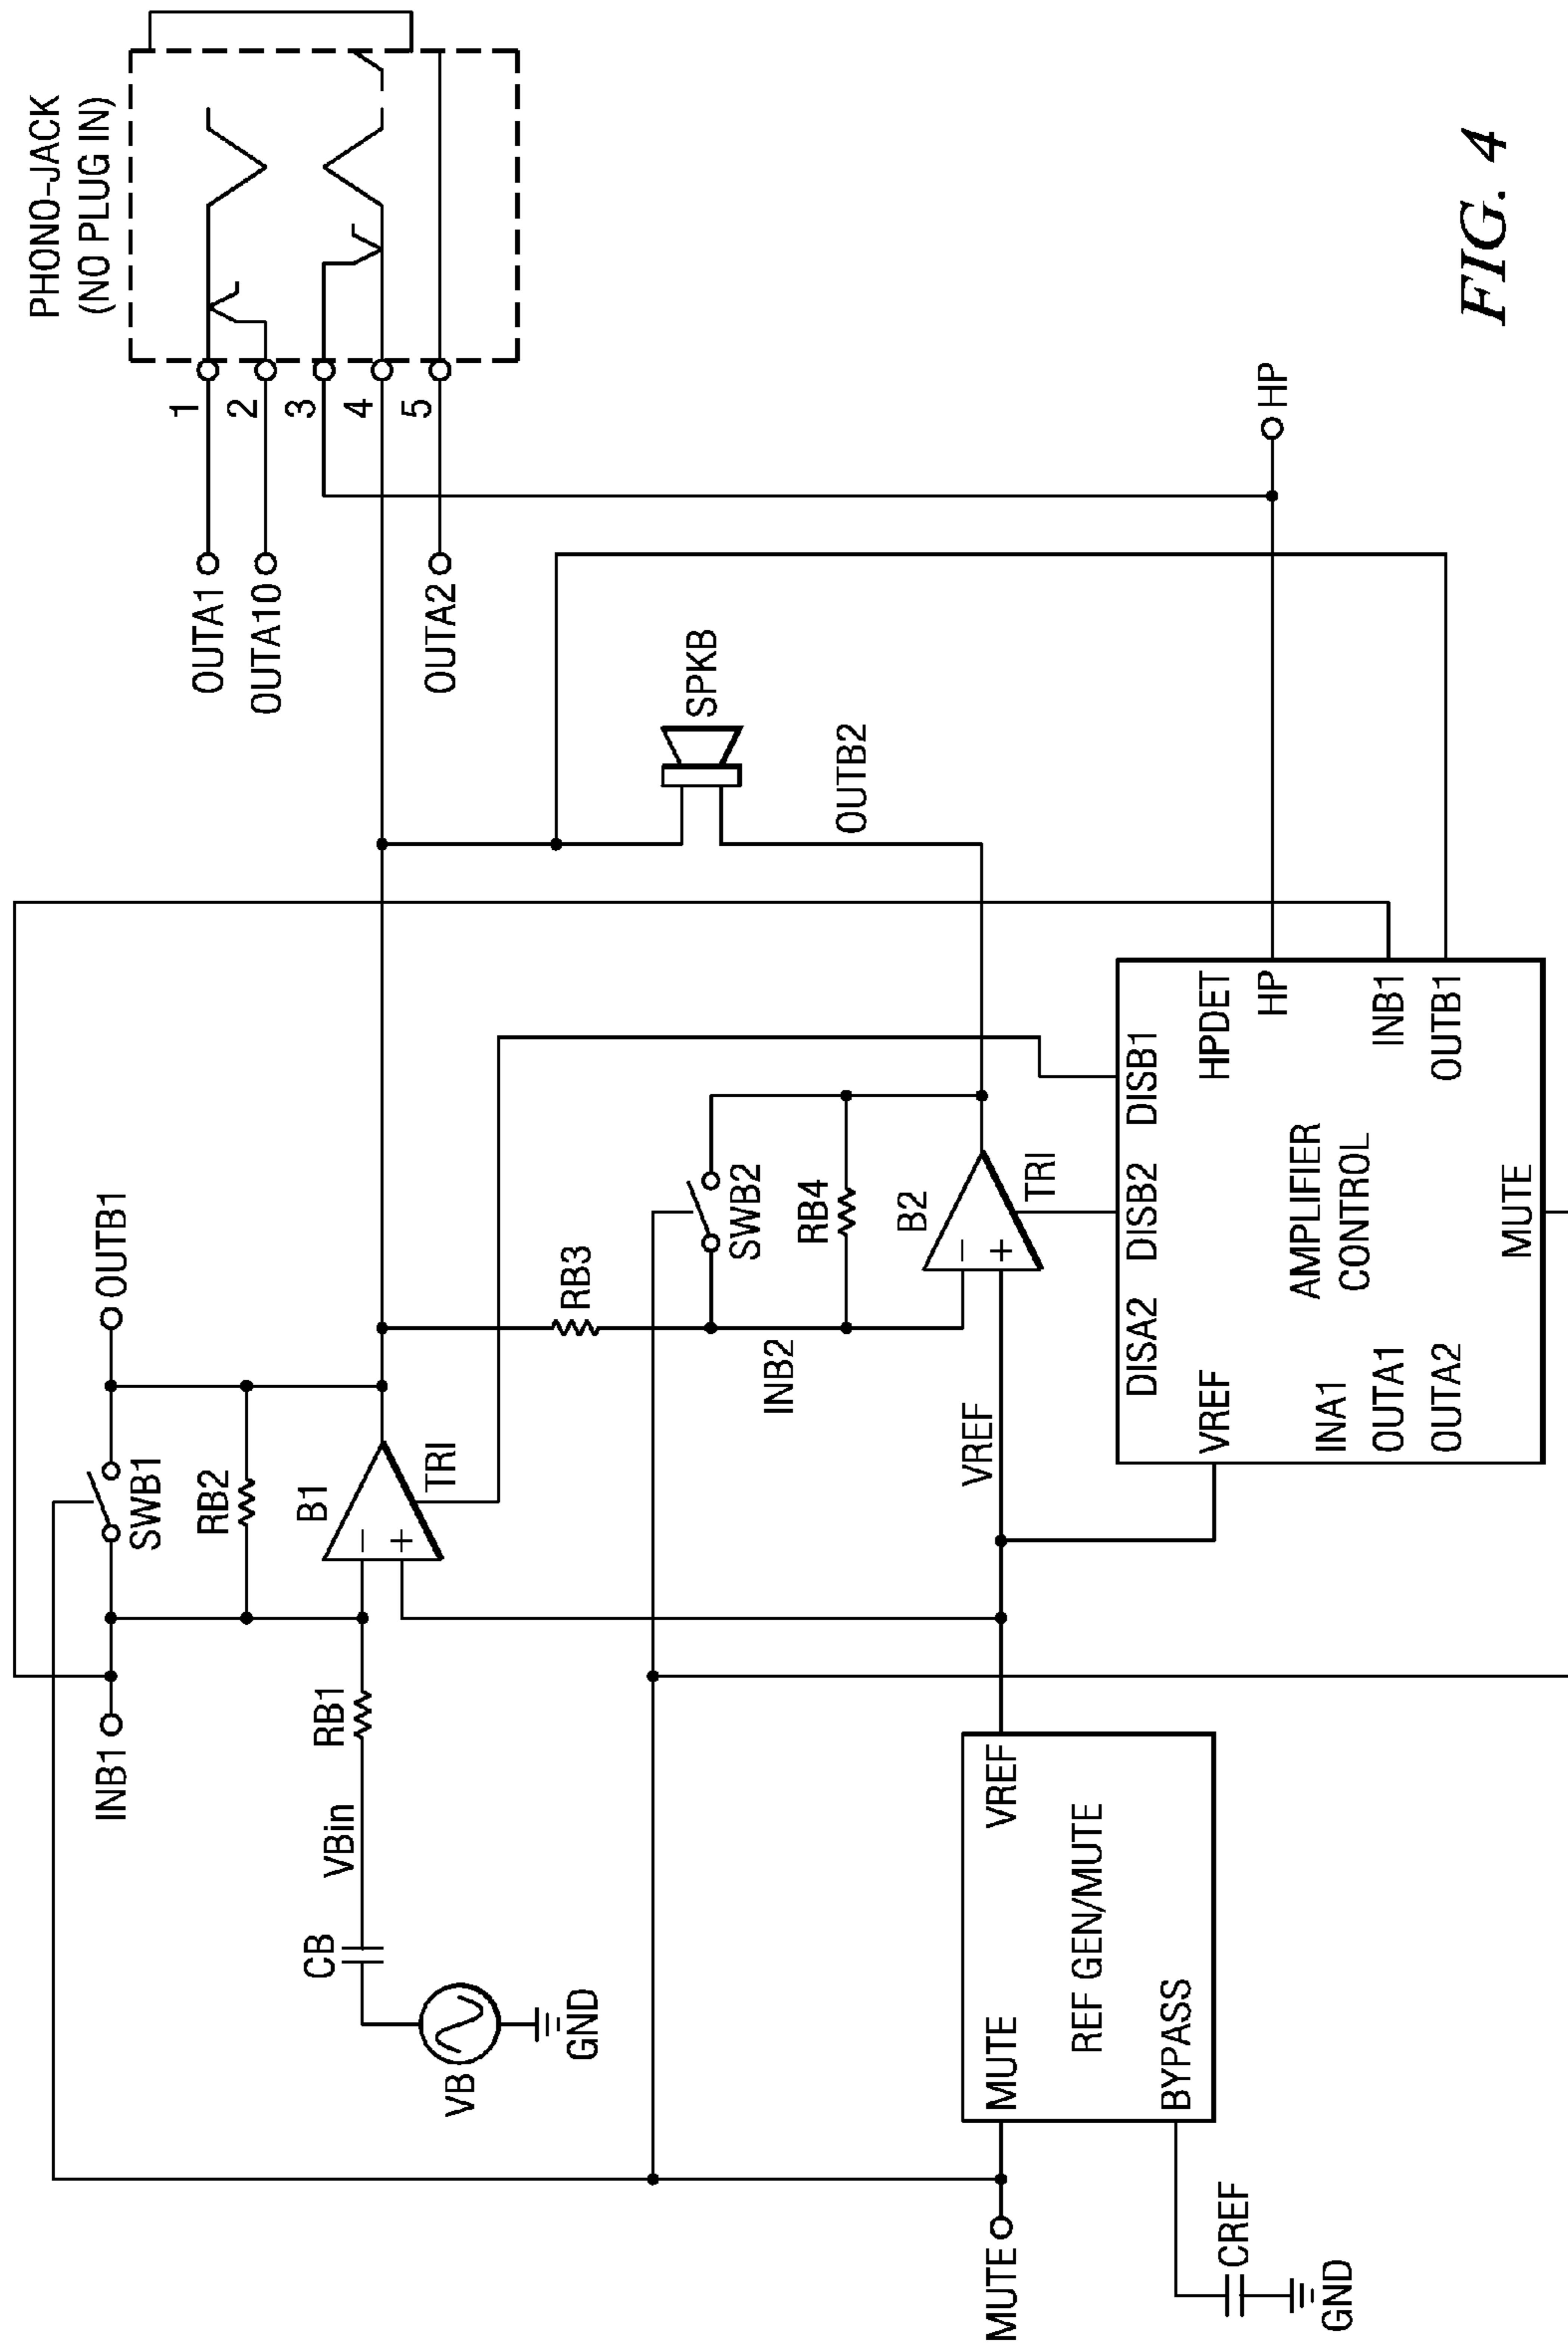 PHONO-JACK
(NO PLUG IN)
1
2
3
4
5
OUTA1
OUTA10
OUTA2
INB1
SWB1
OUTB1
RB2
B1
−
+
TRI
VB
GND
CB
VBin
RB1
RB3
INB2
SWB2
RB4
B2
−
+
TRI
SPKB
OUTB2
VREF
HP
MUTE
MUTE
VREF
REF GEN/MUTE
BYPASS
CREF
GND
DISA2
DISB2
DISB1
VREF
HPDET
AMPLIFIER
CONTROL
HP
INA1
OUTA1
OUTA2
INB1
OUTB1
MUTE
FIG. 4